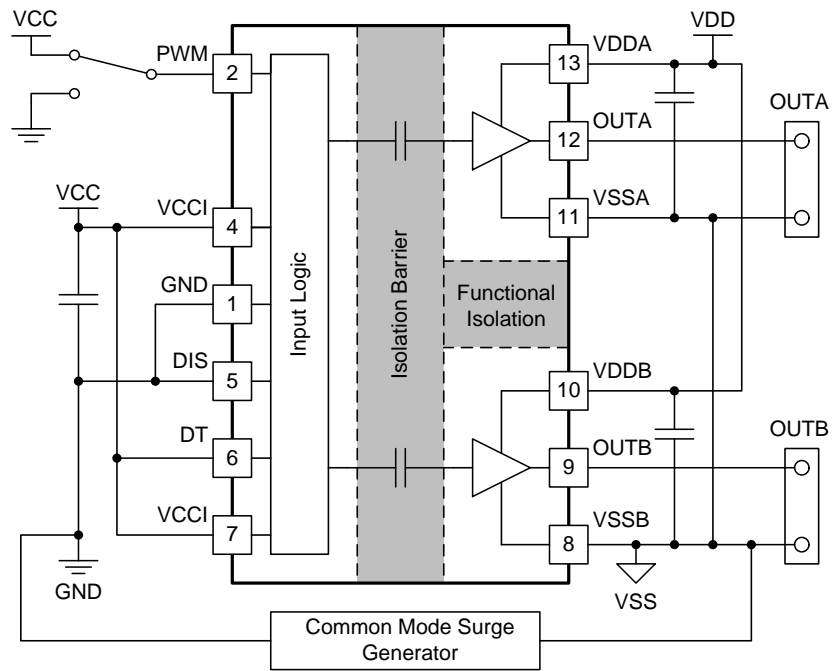 VCC
PWM
2
VCC
VCCI
4
GND
1
DIS
5
DT
6
VCCI
7
GND
Input Logic
Isolation Barrier
Functional
Isolation
VDDA
13
VDD
OUTA
12
OUTA
VSSA
11
VDDB
10
OUTB
9
OUTB
VSSB
8
VSS
Common Mode Surge
Generator